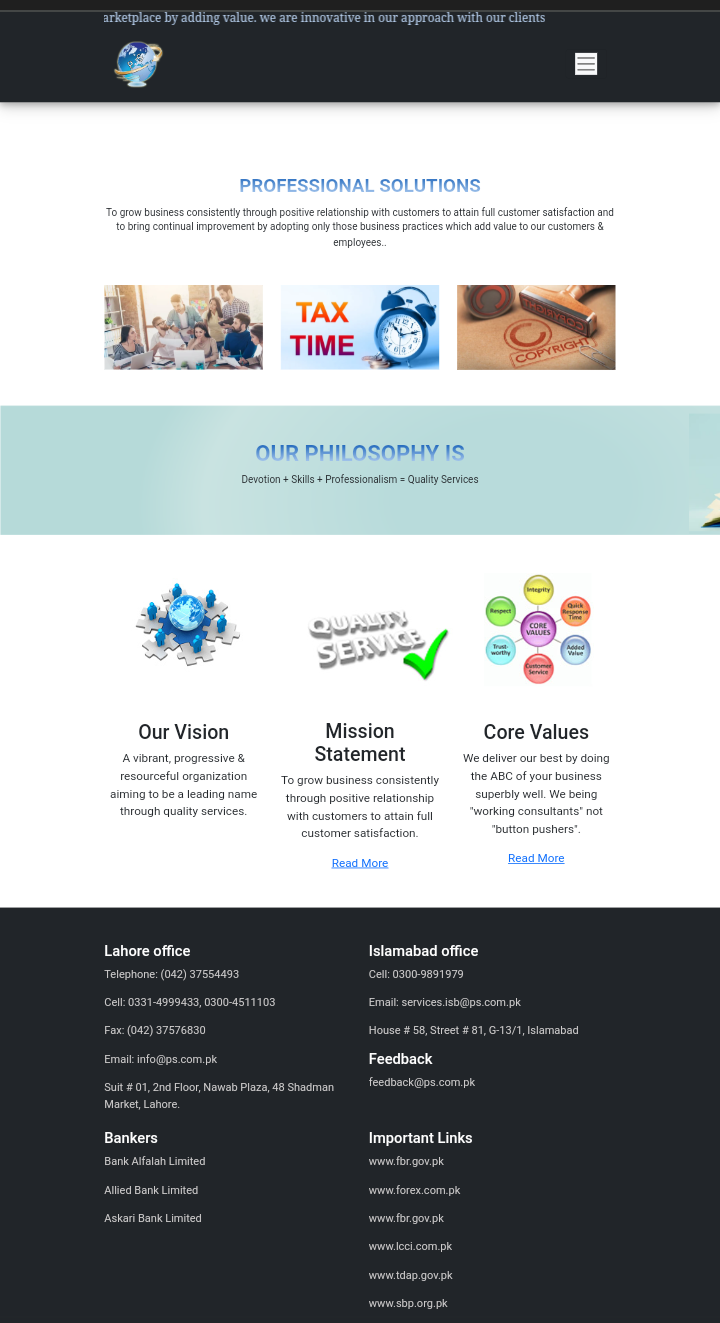 arketplace by adding value. we are innovative in our approach with our clients
PROFESSIONAL SOLUTIONS
To grow business consistently through positive relationship with customers to attain full customer satisfaction and
to bring continual improvement by adopting only those business practices which add value to our customers &
employees..
TAX
TIME
COPYRIGHT
OUR PHILOSOPHY IS
Devotion + Skills + Professionalism = Quality Services
QUALITY
SERVICE
Integrity
Respect
Quick
Response
Time
CORE
VALUES
Trust-
worthy
Added
Value
Customer
Service
Our Vision
A vibrant, progressive &
resourceful organization
aiming to be a leading name
through quality services.
Mission
Statement
To grow business consistently
through positive relationship
with customers to attain full
customer satisfaction.
Read More
Core Values
We deliver our best by doing
the ABC of your business
superbly well. We being
"working consultants" not
"button pushers".
Read More
Lahore office
Telephone: (042) 37554493
Cell: 0331-4999433, 0300-4511103
Fax: (042) 37576830
Email: info@ps.com.pk
Suit # 01, 2nd Floor, Nawab Plaza, 48 Shadman
Market, Lahore.
Islamabad office
Cell: 0300-9891979
Email: services.isb@ps.com.pk
House # 58, Street # 81, G-13/1, Islamabad
Feedback
feedback@ps.com.pk
Bankers
Bank Alfalah Limited
Allied Bank Limited
Askari Bank Limited
Important Links
www.fbr.gov.pk
www.forex.com.pk
www.fbr.gov.pk
www.lcci.com.pk
www.tdap.gov.pk
www.sbp.org.pk